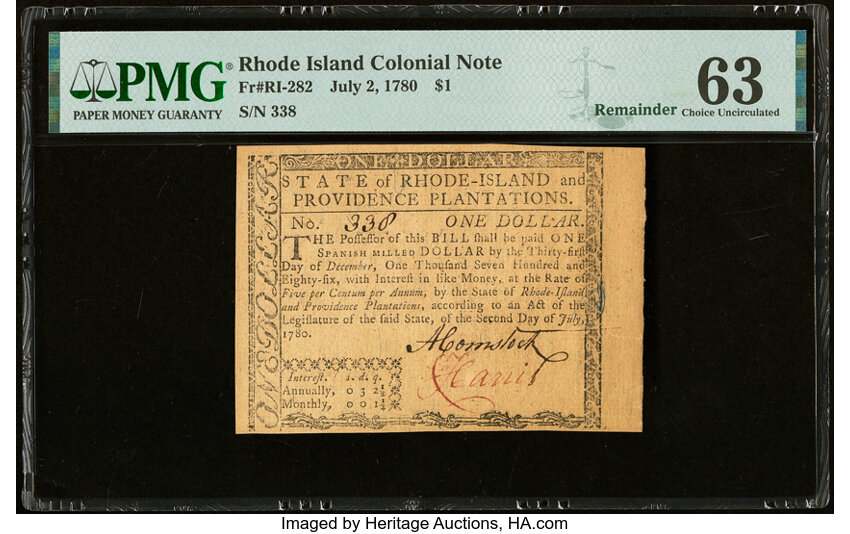 PMG®
PAPER MONEY GUARANTY
Rhode Island Colonial Note
Fr#RI-282 July 2, 1780 $1
S/N 338
Remainder
63
Choice Uncirculated
ONE DOLLAR
ONE DOLLAR
STATE of RHODE-ISLAND and
PROVIDENCE PLANTATIONS.
No. 338 ONE DOLLAR.
THE Poſſeſſor of this BILL ſhall be paid ONE
SPANISH MILLED DOLLAR by the Thirty-firſt
Day of December, One Thouſand Seven Hundred and
Eighty-ſix, with Intereſt in like Money, at the Rate of
Five per Centum per Annum, by the State of Rhode-Iſland
and Providence Plantations, according to an Act of the
Legiſlature of the ſaid State, of the Second Day of July,
1780.
A Comstock
Harris
Intereſt. s. d. q.
Annually, 0 3 2½
Monthly, 0 0 1¼
Imaged by Heritage Auctions, HA.com